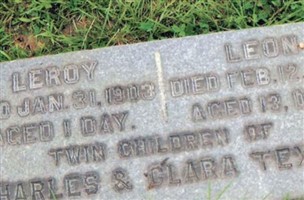 LEROY LEON
D JAN. 31, 1903 DIED FEB. 12
AGED 1 DAY. AGED 13
TWIN CHILDREN OF
CHARLES S. CLARA